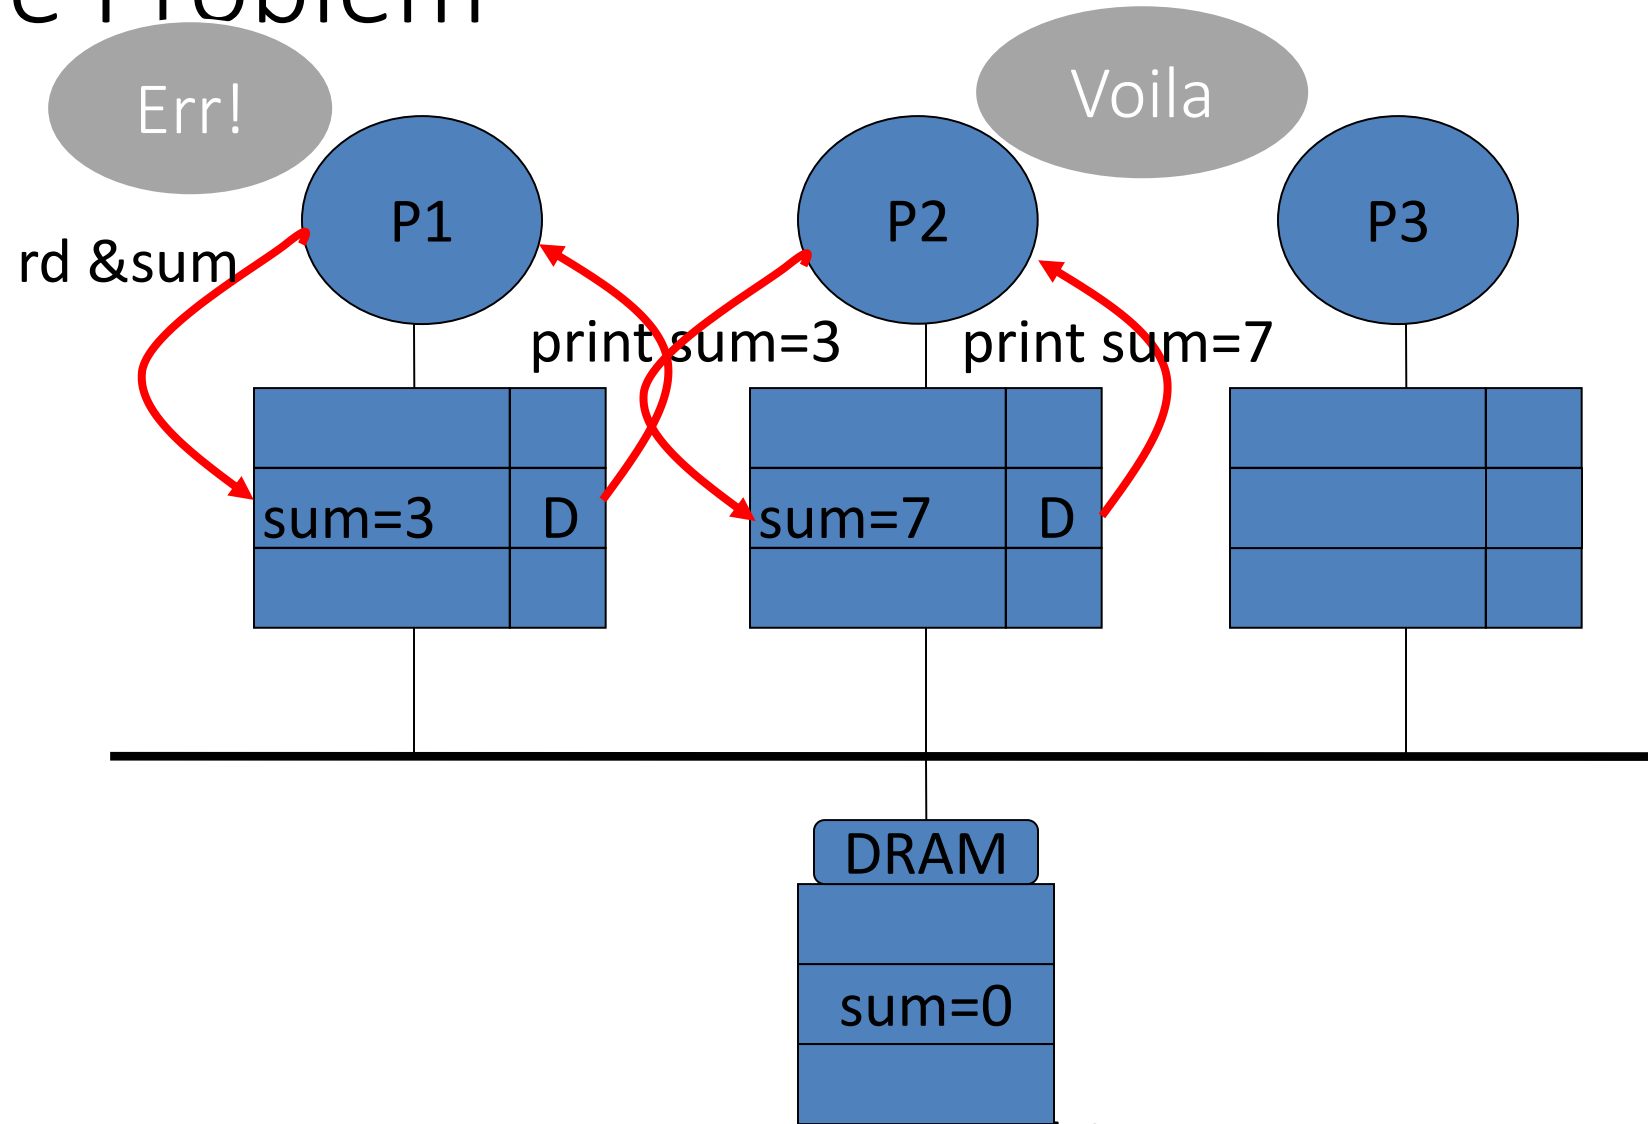 e Problem
Err!
Voila
P1
P2
P3
rd &sum
print sum=3
print sum=7
sum=3
D
sum=7
D
DRAM
sum=0